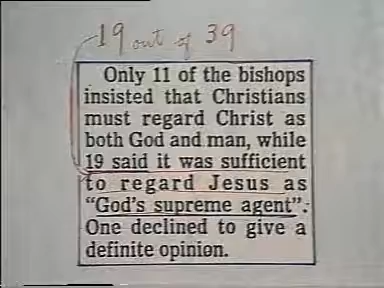 19 out of 39
Only 11 of the bishops
insisted that Christians
must regard Christ as
both God and man, while
19 said it was sufficient
to regard Jesus as
“God's supreme agent”.
One declined to give a
definite opinion.